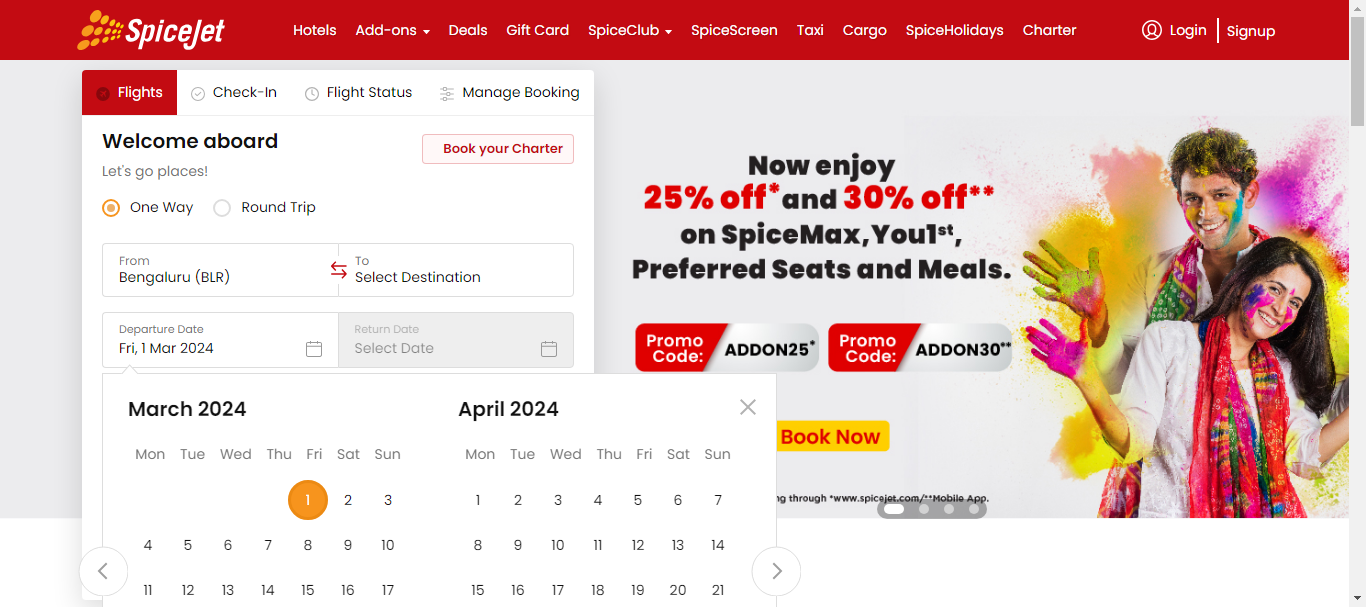 SpiceJet
Hotels Add-ons Deals Gift Card SpiceClub SpiceScreen Taxi Cargo SpiceHolidays Charter Login Signup
Flights Check-In Flight Status Manage Booking
Welcome aboard
Book your Charter
Let's go places!
One Way Round Trip
From To
Bengaluru (BLR) Select Destination
Departure Date Return Date
Fri, 1 Mar 2024 Select Date
March 2024 April 2024
Mon Tue Wed Thu Fri Sat Sun Mon Tue Wed Thu Fri Sat Sun
1 2 3 1 2 3 4 5 6 7
4 5 6 7 8 9 10 8 9 10 11 12 13 14
11 12 13 14 15 16 17 15 16 17 18 19 20 21
Now enjoy
25% off* and 30% off**
on SpiceMax, You1st,
Preferred Seats and Meals.
Promo Code: ADDON25* Promo Code: ADDON30**
Book Now
through *www.spicejet.com/**Mobile App.